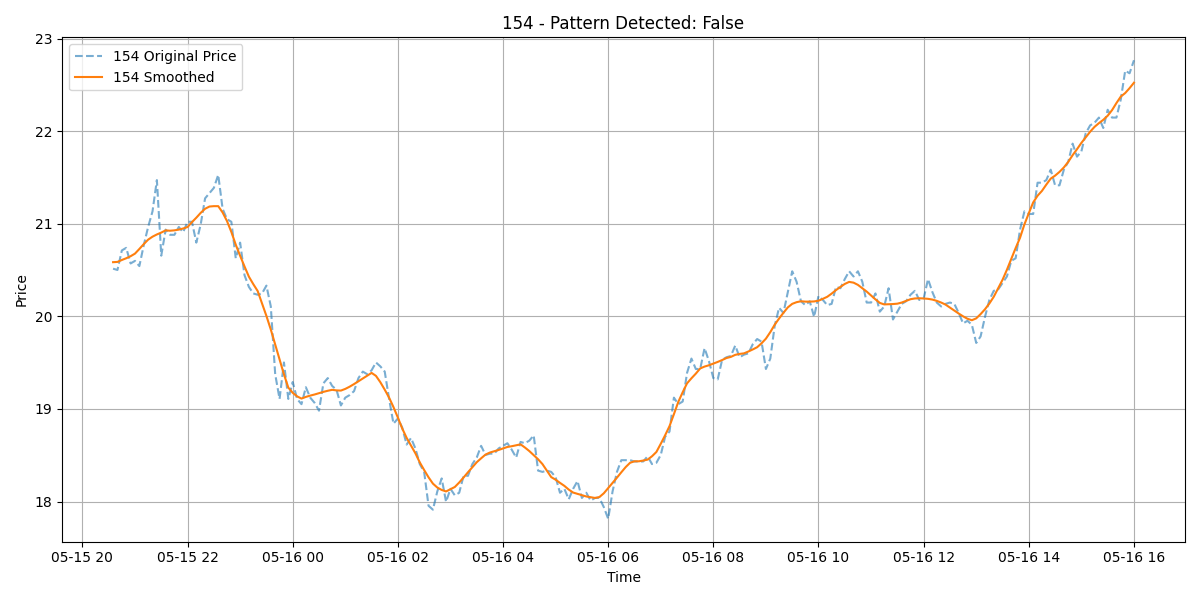 154 - Pattern Detected: False
154 Original Price
154 Smoothed
Price
23
22
21
20
19
18
05-15 20 05-15 22 05-16 00 05-16 02 05-16 04 05-16 06 05-16 08 05-16 10 05-16 12 05-16 14 05-16 16
Time